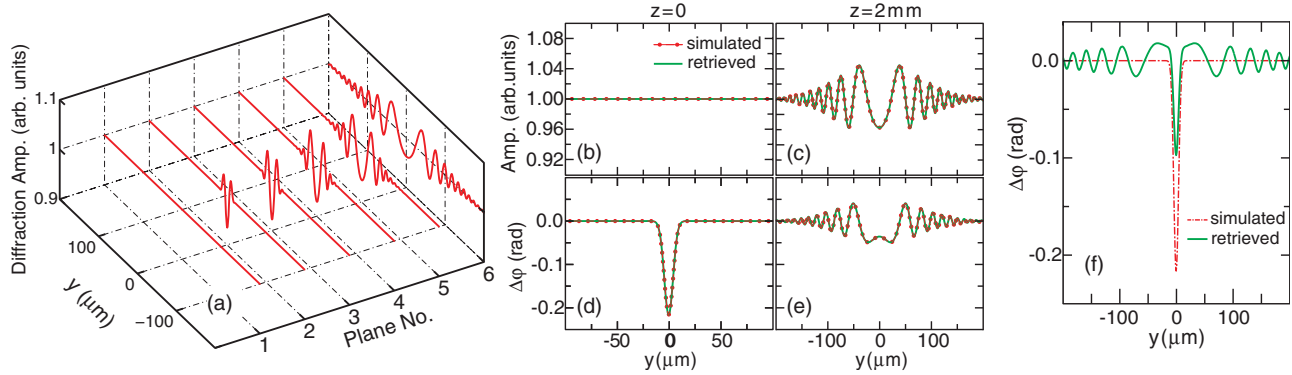 Diffraction Amp. (arb. units)
1.1
1
0.9
100
0
−100
y (μm)
(a)
1
2
3
4
5
6
Plane No.
z=0
z=2mm
Amp. (arb.units)
1.08
1.04
1.00
0.96
0.92
simulated
retrieved
(b)
(c)
Δφ (rad)
0.0
-0.1
-0.2
(d)
(e)
-50
0
50
-100
0
100
y(μm)
y(μm)
-100
0
100
Δφ (rad)
0.0
-0.1
-0.2
simulated
retrieved
(f)
-100
0
100
y(μm)